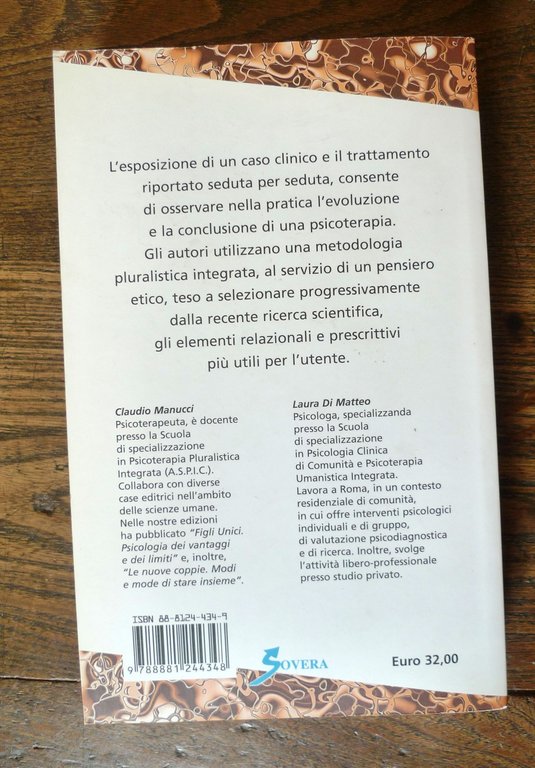 L'esposizione di un caso clinico e il trattamento
riportato seduta per seduta, consente
di osservare nella pratica l'evoluzione
e la conclusione di una psicoterapia.
Gli autori utilizzano una metodologia
pluralistica integrata, al servizio di un pensiero
etico, teso a selezionare progressivamente
dalla recente ricerca scientifica,
gli elementi relazionali e prescrittivi
più utili per l'utente.
Claudio Manucci
Psicoterapeuta, è docente
presso la Scuola
di specializzazione
in Psicoterapia Pluralistica
Integrata (A.S.P.I.C.).
Collabora con diverse
case editrici nell'ambito
delle scienze umane.
Nelle nostre edizioni
ha pubblicato "Figli Unici.
Psicologia dei vantaggi
e dei limiti" e, inoltre,
"Le nuove coppie. Modi
e mode di stare insieme".
Laura Di Matteo
Psicologa, specializzanda
presso la Scuola
di specializzazione
in Psicologia Clinica
di Comunità e Psicoterapia
Umanistica Integrata.
Lavora a Roma, in un contesto
residenziale di comunità,
in cui offre interventi psicologici
individuali e di gruppo,
di valutazione psicodiagnostica
e di ricerca. Inoltre, svolge
l'attività libero-professionale
presso studio privato.
ISBN 88-8124-434-9
9 788881 244348
SOVERA
Euro 32,00